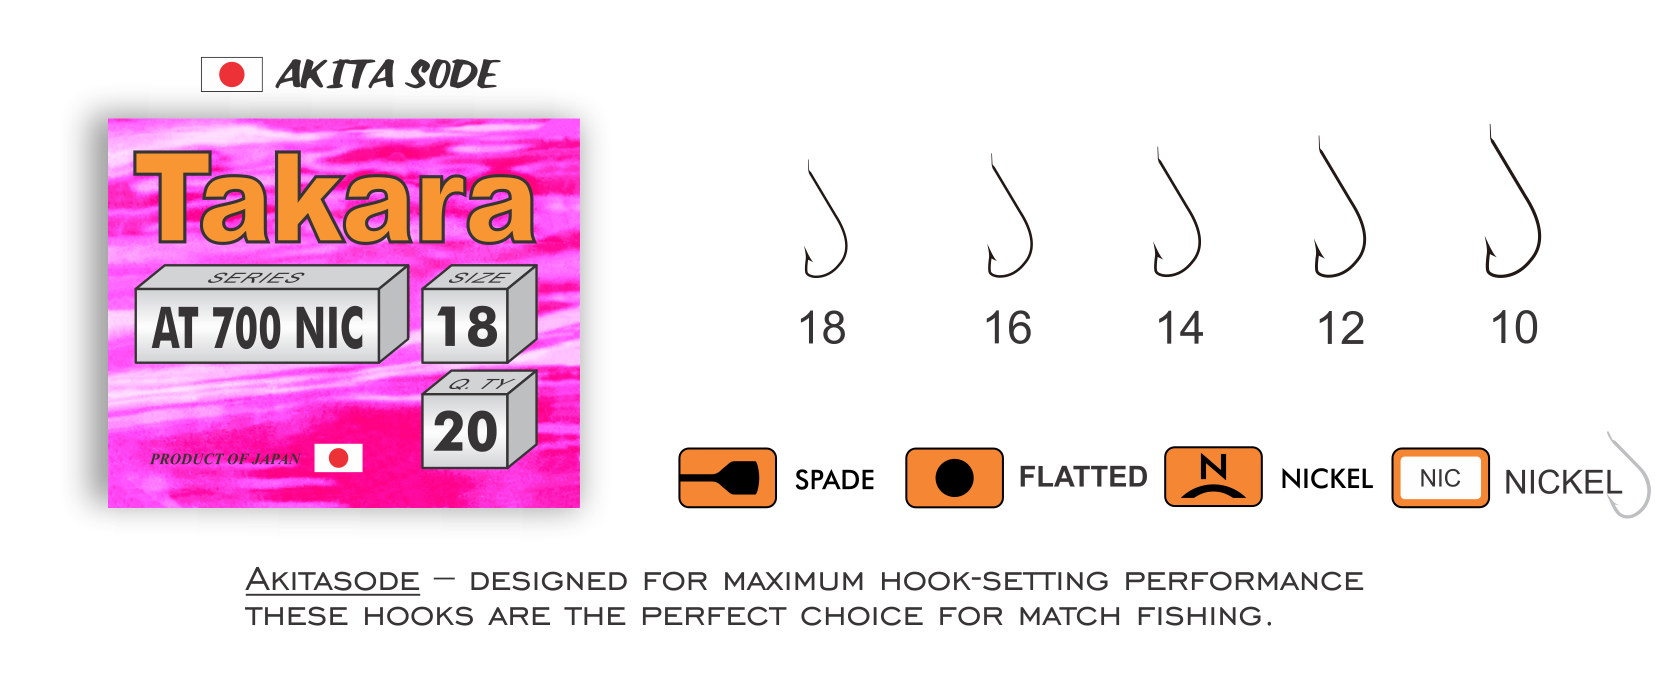 AKITA SODE
Takara
SERIES
AT 700 NIC
SIZE
18
Q. TY
20
PRODUCT OF JAPAN
18 16 14 12 10
SPADE
FLATTED
N
NICKEL
NIC
NICKEL
AKITASODE – DESIGNED FOR MAXIMUM HOOK-SETTING PERFORMANCE
THESE HOOKS ARE THE PERFECT CHOICE FOR MATCH FISHING.